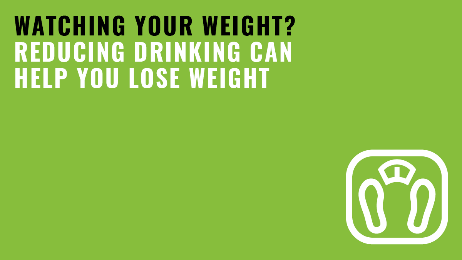 WATCHING YOUR WEIGHT?
REDUCING DRINKING CAN
HELP YOU LOSE WEIGHT